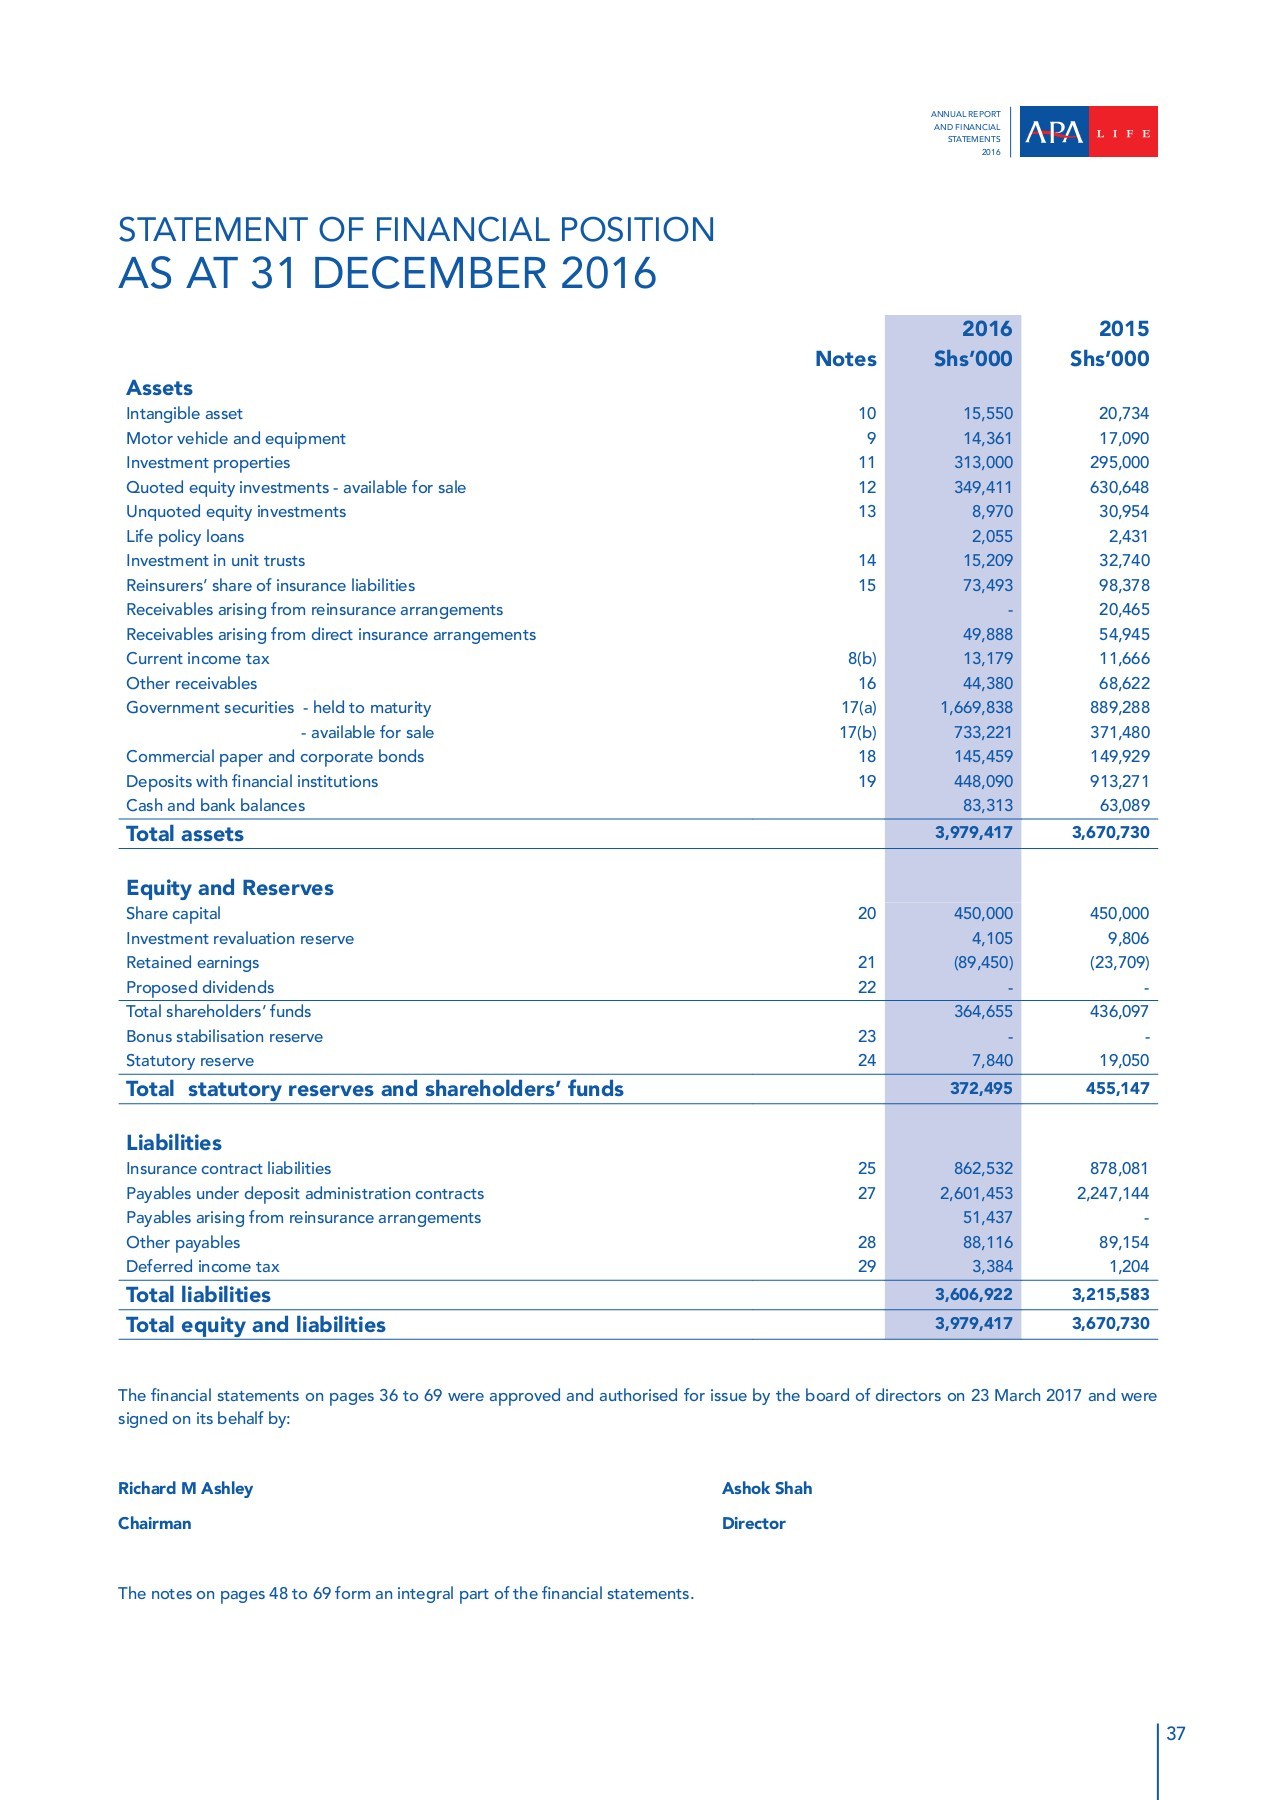 ANNUAL REPORT
AND FINANCIAL
STATEMENTS
2016
APA LIFE
STATEMENT OF FINANCIAL POSITION
AS AT 31 DECEMBER 2016
2016 2015
Notes Shs’000 Shs’000
Assets
Intangible asset 10 15,550 20,734
Motor vehicle and equipment 9 14,361 17,090
Investment properties 11 313,000 295,000
Quoted equity investments - available for sale 12 349,411 630,648
Unquoted equity investments 13 8,970 30,954
Life policy loans 2,055 2,431
Investment in unit trusts 14 15,209 32,740
Reinsurers’ share of insurance liabilities 15 73,493 98,378
Receivables arising from reinsurance arrangements - 20,465
Receivables arising from direct insurance arrangements 49,888 54,945
Current income tax 8(b) 13,179 11,666
Other receivables 16 44,380 68,622
Government securities - held to maturity 17(a) 1,669,838 889,288
- available for sale 17(b) 733,221 371,480
Commercial paper and corporate bonds 18 145,459 149,929
Deposits with financial institutions 19 448,090 913,271
Cash and bank balances 83,313 63,089
Total assets 3,979,417 3,670,730
Equity and Reserves
Share capital 20 450,000 450,000
Investment revaluation reserve 4,105 9,806
Retained earnings 21 (89,450) (23,709)
Proposed dividends 22 - -
Total shareholders’ funds 364,655 436,097
Bonus stabilisation reserve 23 - -
Statutory reserve 24 7,840 19,050
Total statutory reserves and shareholders’ funds 372,495 455,147
Liabilities
Insurance contract liabilities 25 862,532 878,081
Payables under deposit administration contracts 27 2,601,453 2,247,144
Payables arising from reinsurance arrangements 51,437 -
Other payables 28 88,116 89,154
Deferred income tax 29 3,384 1,204
Total liabilities 3,606,922 3,215,583
Total equity and liabilities 3,979,417 3,670,730
The financial statements on pages 36 to 69 were approved and authorised for issue by the board of directors on 23 March 2017 and were
signed on its behalf by:
Richard M Ashley Ashok Shah
Chairman Director
The notes on pages 48 to 69 form an integral part of the financial statements.
37